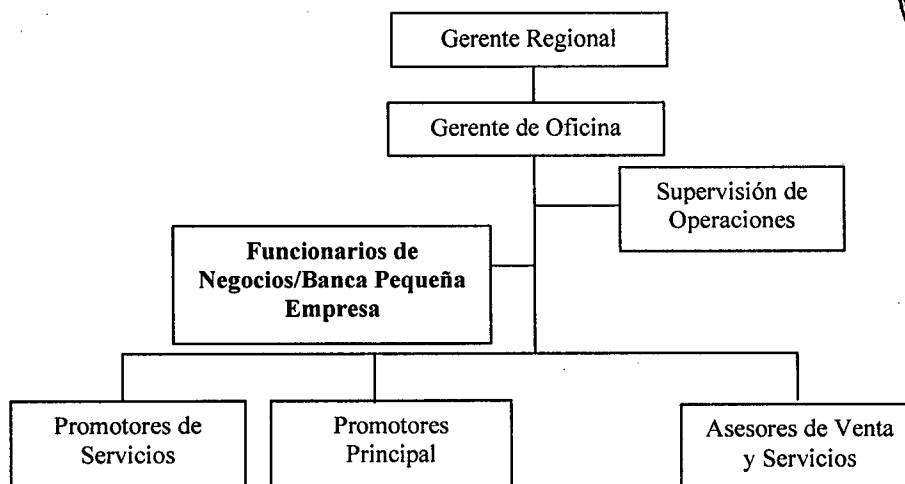 Gerente Regional
Gerente de Oficina
Supervisión de
Operaciones
Funcionarios de
Negocios/Banca Pequeña
Empresa
Promotores de
Servicios
Promotores
Principal
Asesores de Venta
y Servicios